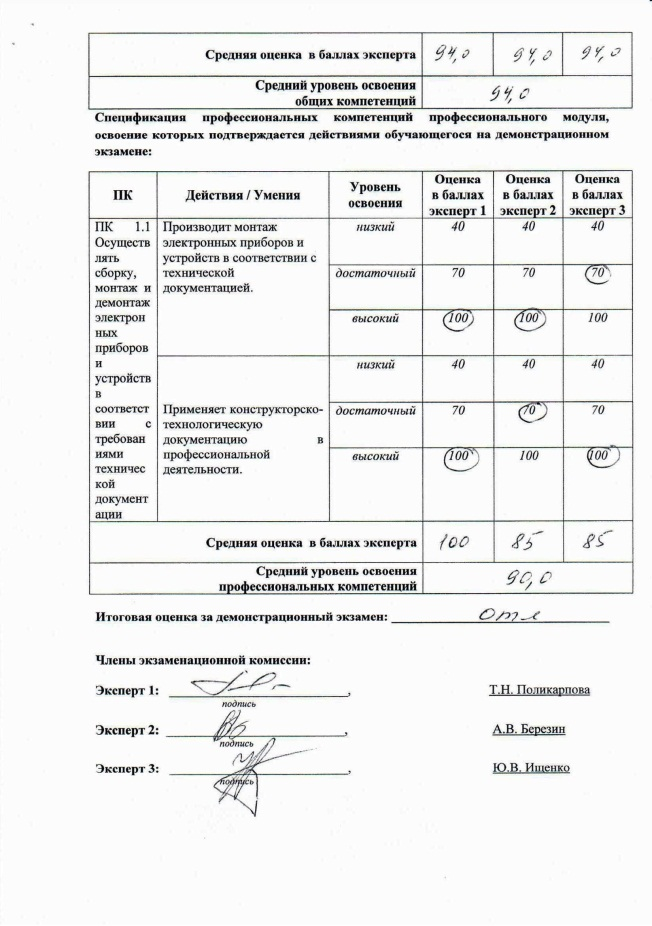 Средняя оценка в баллах эксперта 94,0 94,0 94,0
Средний уровень освоения
общих компетенций 94,0
Спецификация профессиональных компетенций профессионального модуля,
освоение которых подтверждается действиями обучающегося на демонстрационном
экзамене:
ПК Действия / Умения Уровень освоения Оценка в баллах эксперт 1 Оценка в баллах эксперт 2 Оценка в баллах эксперт 3
ПК 1.1
Осуществ
лять
сборку,
монтаж и
демонтаж
электрон
ных
приборов
и
устройств
в
соответст
вии с
требован
иями
техничес
кой
документ
ации
Производит монтаж
электронных приборов и
устройств в соответствии с
технической
документацией.
низкий 40 40 40
достаточный 70 70 70
высокий 100 100 100
Применяет конструкторско-
технологическую
документацию в
профессиональной
деятельности.
низкий 40 40 40
достаточный 70 70 70
высокий 100 100 100
Средняя оценка в баллах эксперта 100 85 85
Средний уровень освоения
профессиональных компетенций 90,0
Итоговая оценка за демонстрационный экзамен: отл
Члены экзаменационной комиссии:
Эксперт 1: , Т.Н. Поликарпова
подпись
Эксперт 2: , А.В. Березин
подпись
Эксперт 3: , Ю.В. Ищенко
подпись